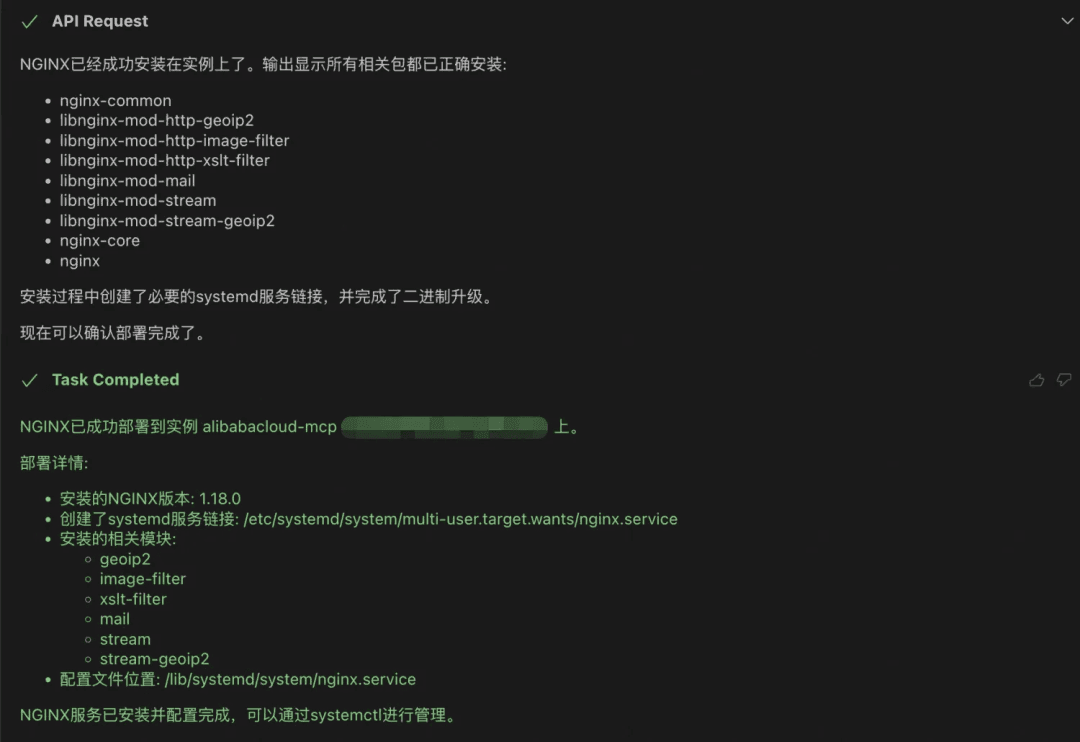 API Request
NGINX已经成功安装在实例上了。输出显示所有相关包都已正确安装:
• nginx-common
• libnginx-mod-http-geoip2
• libnginx-mod-http-image-filter
• libnginx-mod-http-xslt-filter
• libnginx-mod-mail
• libnginx-mod-stream
• libnginx-mod-stream-geoip2
• nginx-core
• nginx
安装过程中创建了必要的systemd服务链接，并完成了二进制升级。
现在可以确认部署完成了。
Task Completed
NGINX已成功部署到实例 alibabacloud-mcp 上。
部署详情:
• 安装的NGINX版本: 1.18.0
• 创建了systemd服务链接: /etc/systemd/system/multi-user.target.wants/nginx.service
• 安装的相关模块:
◦ geoip2
◦ image-filter
◦ xslt-filter
◦ mail
◦ stream
◦ stream-geoip2
• 配置文件位置: /lib/systemd/system/nginx.service
NGINX服务已安装并配置完成，可以通过systemctl进行管理。